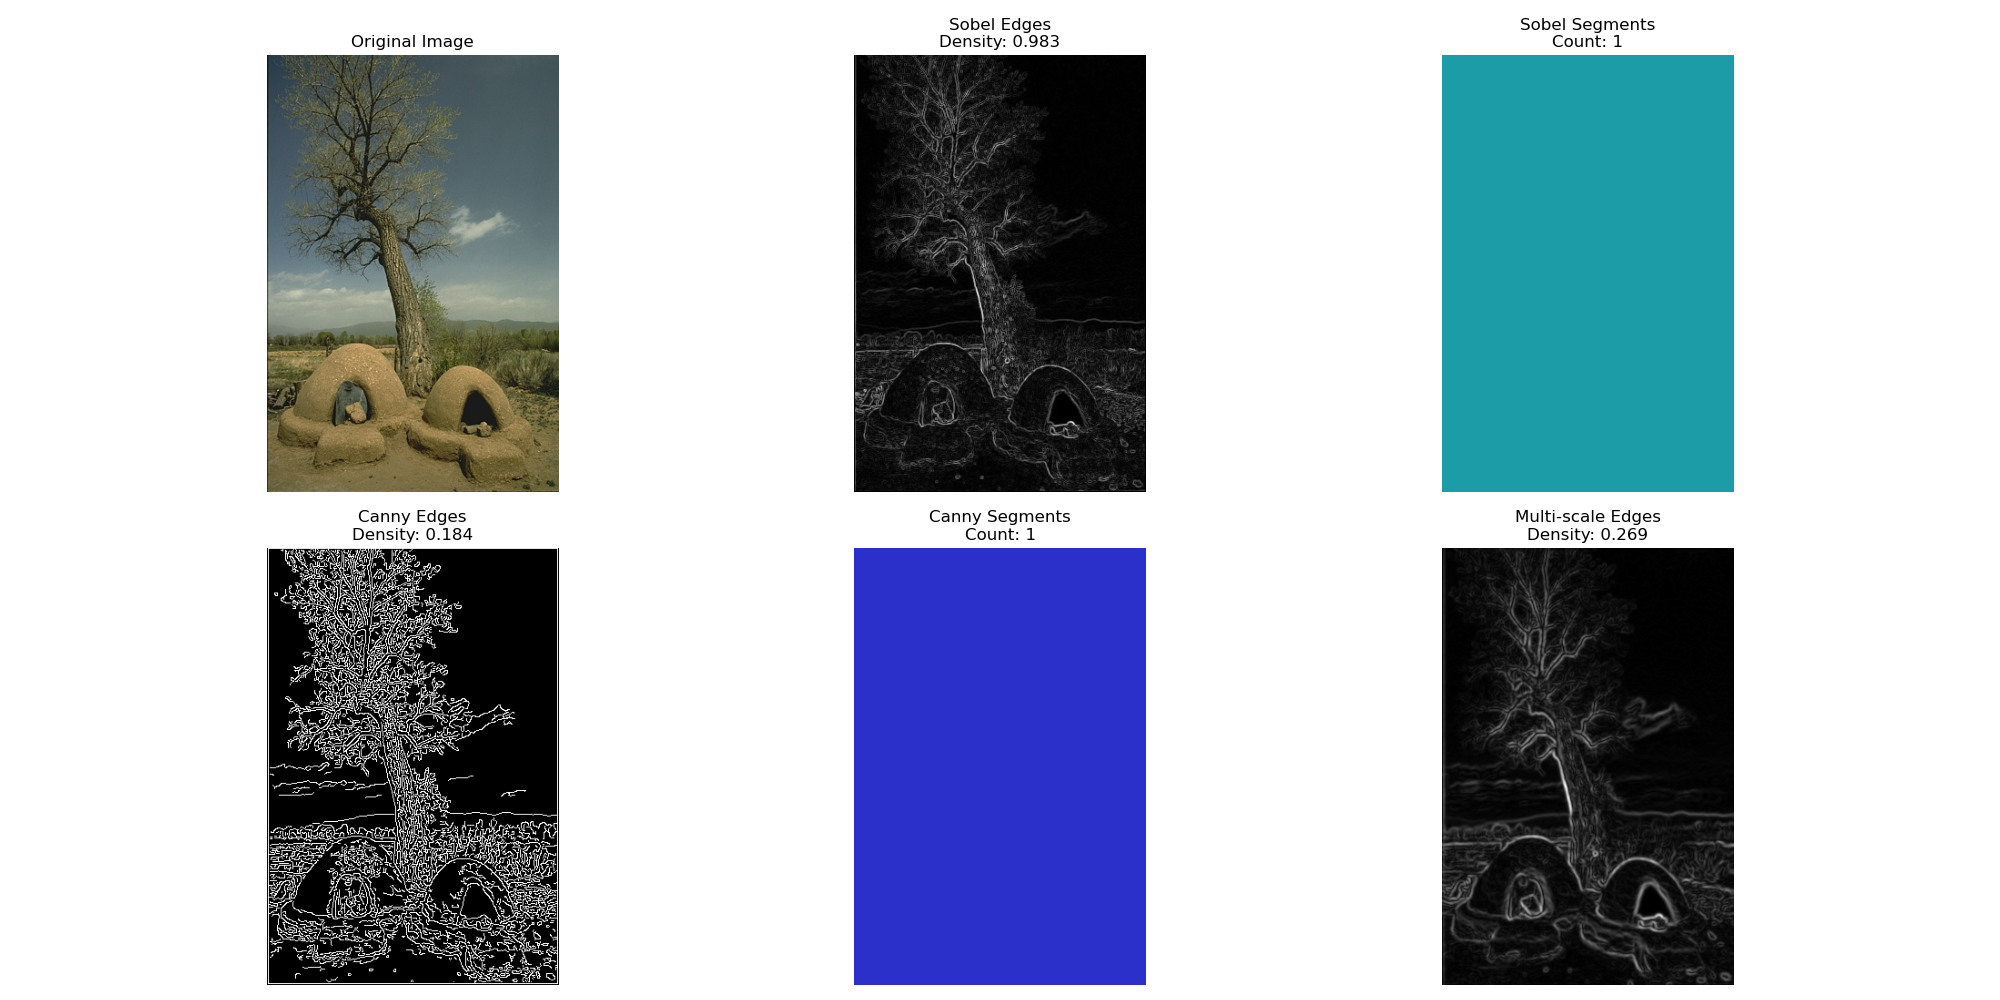 Original Image
Sobel Edges
Density: 0.983
Sobel Segments
Count: 1
Canny Edges
Density: 0.184
Canny Segments
Count: 1
Multi-scale Edges
Density: 0.269